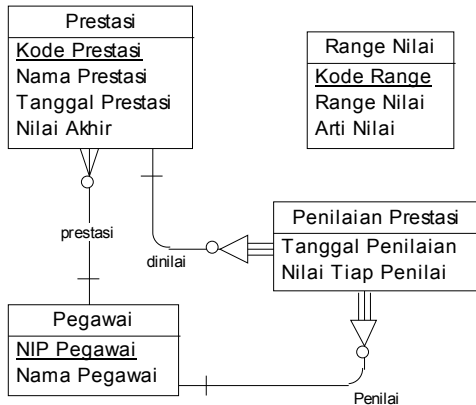 Prestasi
Kode Prestasi
Nama Prestasi
Tanggal Prestasi
Nilai Akhir
Range Nilai
Kode Range
Range Nilai
Arti Nilai
prestasi
dinilai
Penilaian Prestasi
Tanggal Penilaian
Nilai Tiap Penilai
Pegawai
NIP Pegawai
Nama Pegawai
Penilai